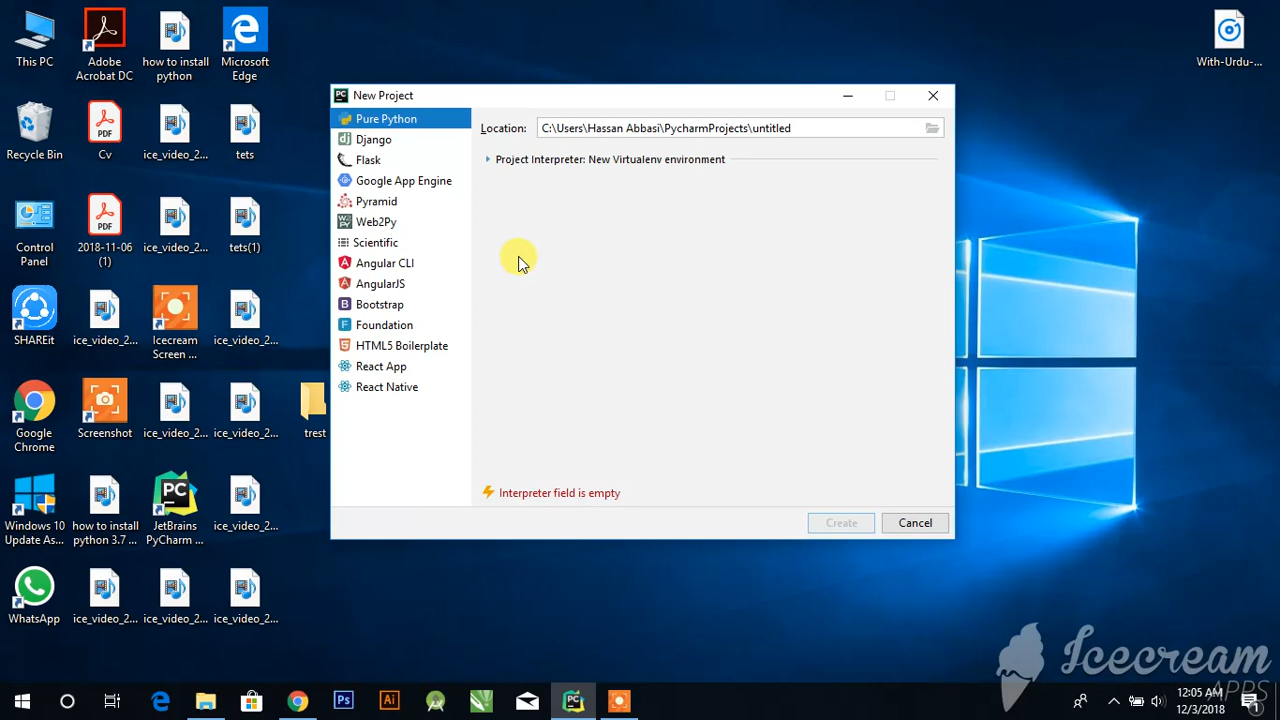 This PC
Adobe
Acrobat DC
how to install
python
Microsoft
Edge
With-Urdu-...
Recycle Bin
Cv
ice_video_2...
tets
Control
Panel
2018-11-06
(1)
ice_video_2...
tets(1)
SHAREit
ice_video_2...
Icecream
Screen ...
ice_video_2...
Google
Chrome
Screenshot
ice_video_2...
ice_video_2...
trest
Windows 10
Update As...
how to install
python 3.7 ...
JetBrains
PyCharm ...
ice_video_2...
WhatsApp
ice_video_2...
ice_video_2...
ice_video_2...
New Project
Pure Python
Django
Flask
Google App Engine
Pyramid
Web2Py
Scientific
Angular CLI
AngularJS
Bootstrap
Foundation
HTML5 Boilerplate
React App
React Native
Location: C:\Users\Hassan Abbasi\PycharmProjects\untitled
Project Interpreter: New Virtualenv environment
Interpreter field is empty
Create
Cancel
Icecream
APPS
12:05 AM
12/3/2018